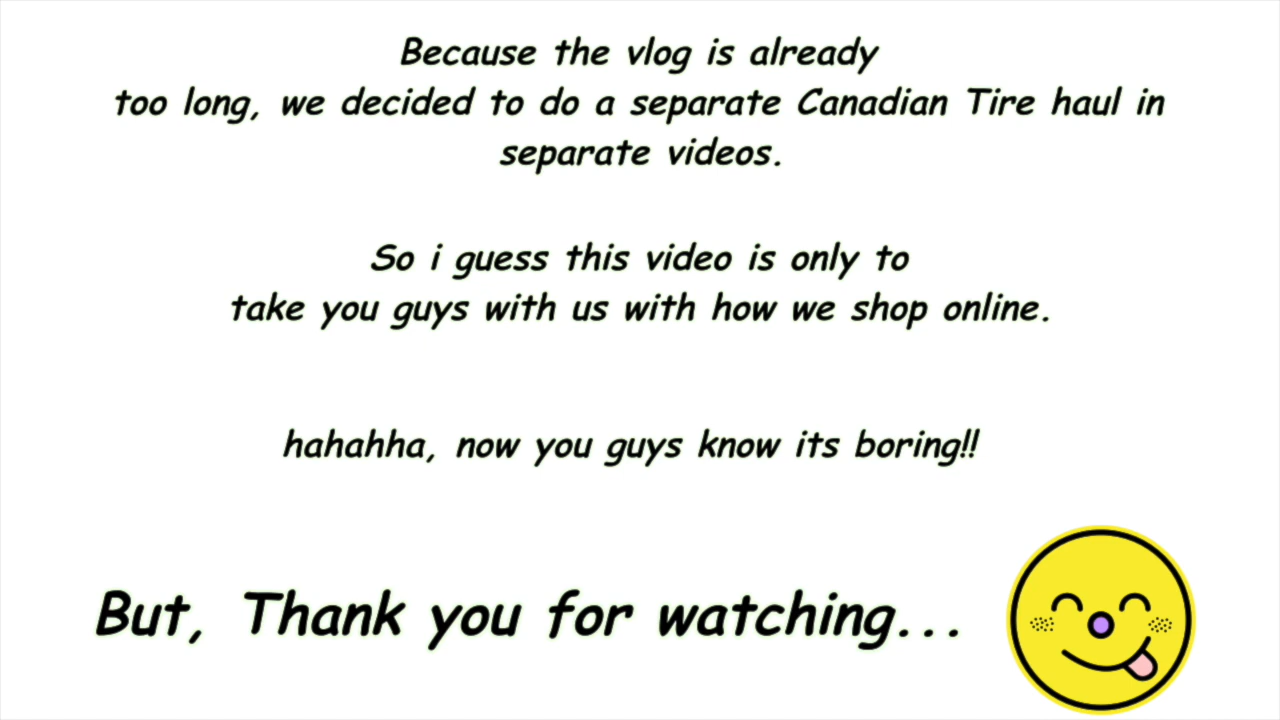 Because the vlog is already
too long, we decided to do a separate Canadian Tire haul in
separate videos.
So i guess this video is only to
take you guys with us with how we shop online.
hahahha, now you guys know its boring!!
But, Thank you for watching...